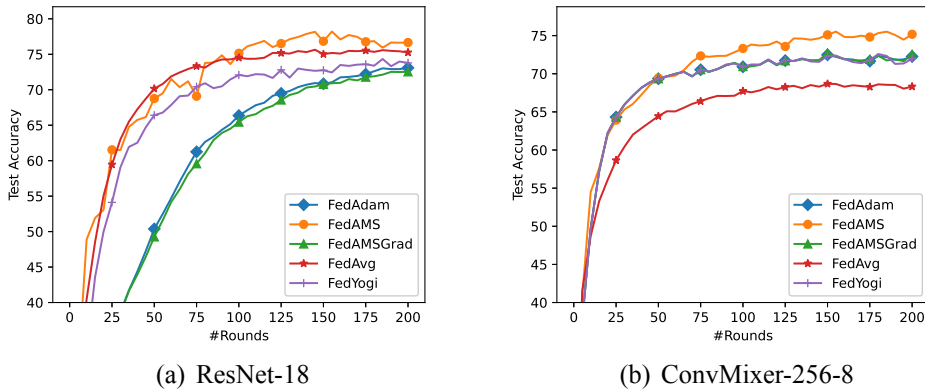 80
75
70
65
60
55
50
45
40
Test Accuracy
0 25 50 75 100 125 150 175 200
#Rounds
FedAdam
FedAMS
FedAMSGrad
FedAvg
FedYogi
(a) ResNet-18
75
70
65
60
55
50
45
40
Test Accuracy
0 25 50 75 100 125 150 175 200
#Rounds
FedAdam
FedAMS
FedAMSGrad
FedAvg
FedYogi
(b) ConvMixer-256-8